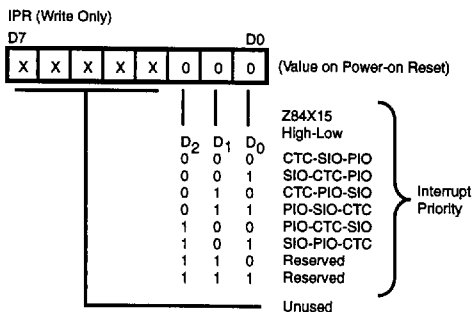 IPR (Write Only)
D7 D0
X X X X X 0 0 0 (Value on Power-on Reset)
Z84X15
High-Low
D2 D1 D0
0 0 0 CTC-SIO-PIO
0 0 1 SIO-CTC-PIO
0 1 0 CTC-PIO-SIO
0 1 1 PIO-SIO-CTC
1 0 0 PIO-CTC-SIO
1 0 1 SIO-PIO-CTC
1 1 0 Reserved
1 1 1 Reserved
Interrupt
Priority
Unused